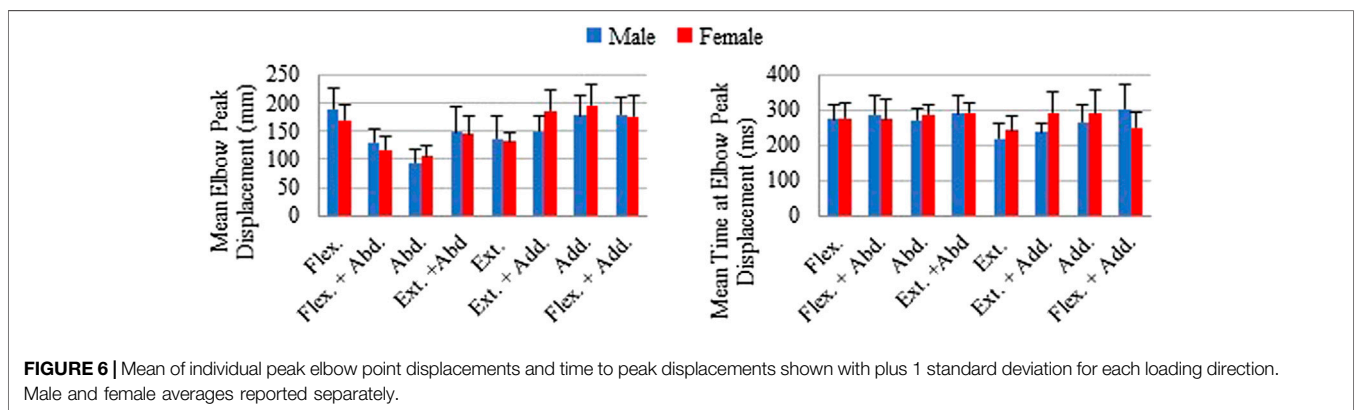 Male Female
Mean Elbow Peak
Displacement (mm)
250
200
150
100
50
0
Flex.
Flex. + Abd.
Abd.
Ext. +Abd
Ext.
Ext. + Add.
Add.
Flex. + Add.
Mean Time at Elbow Peak
Displacement (ms)
400
300
200
100
0
Flex.
Flex. + Abd.
Abd.
Ext. +Abd
Ext.
Ext. + Add.
Add.
Flex. + Add.
FIGURE 6 | Mean of individual peak elbow point displacements and time to peak displacements shown with plus 1 standard deviation for each loading direction.
Male and female averages reported separately.